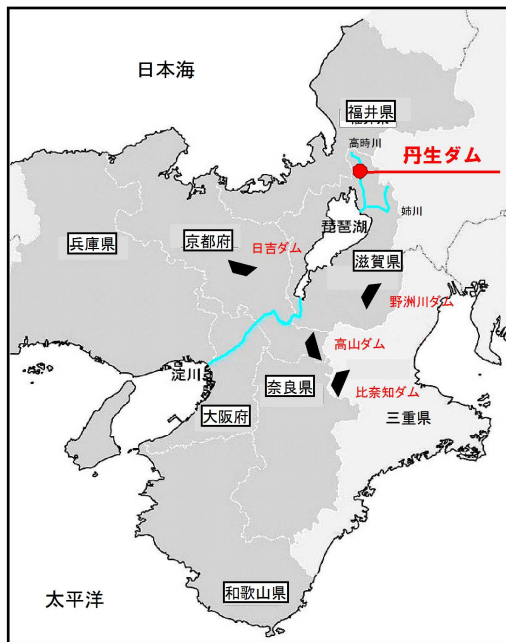 日本海
福井県
高時川
丹生ダム
姉川
琵琶湖
兵庫県
京都府
日吉ダム
滋賀県
野洲川ダム
高山ダム
淀川
奈良県
比奈知ダム
大阪府
三重県
和歌山県
太平洋